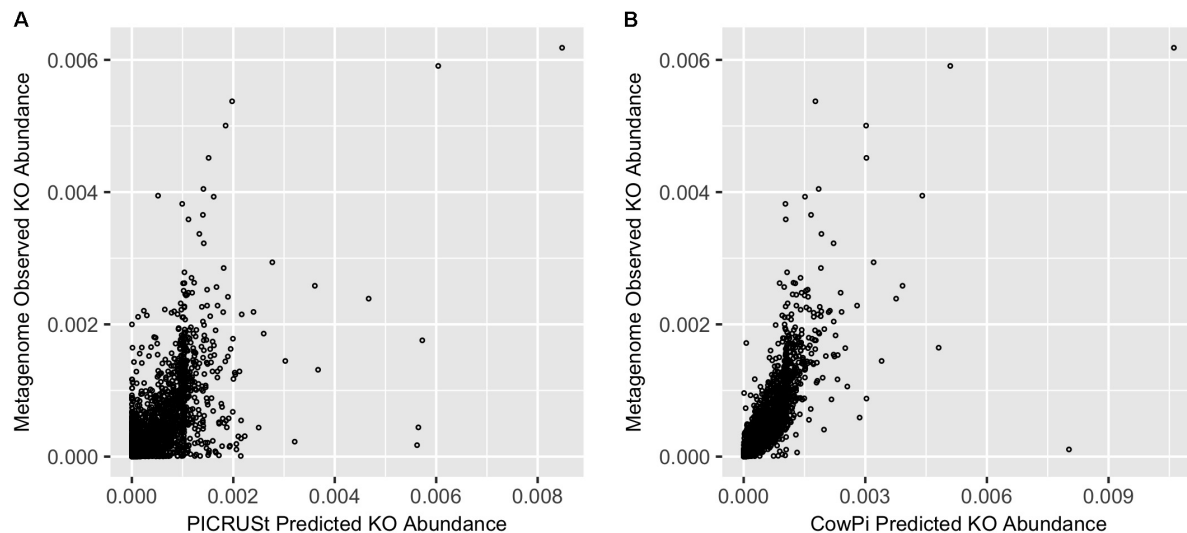 A
Metagenome Observed KO Abundance
0.006
0.004
0.002
0.000
0.000 0.002 0.004 0.006 0.008
PICRUSt Predicted KO Abundance
B
Metagenome Observed KO Abundance
0.006
0.004
0.002
0.000
0.000 0.003 0.006 0.009
CowPi Predicted KO Abundance